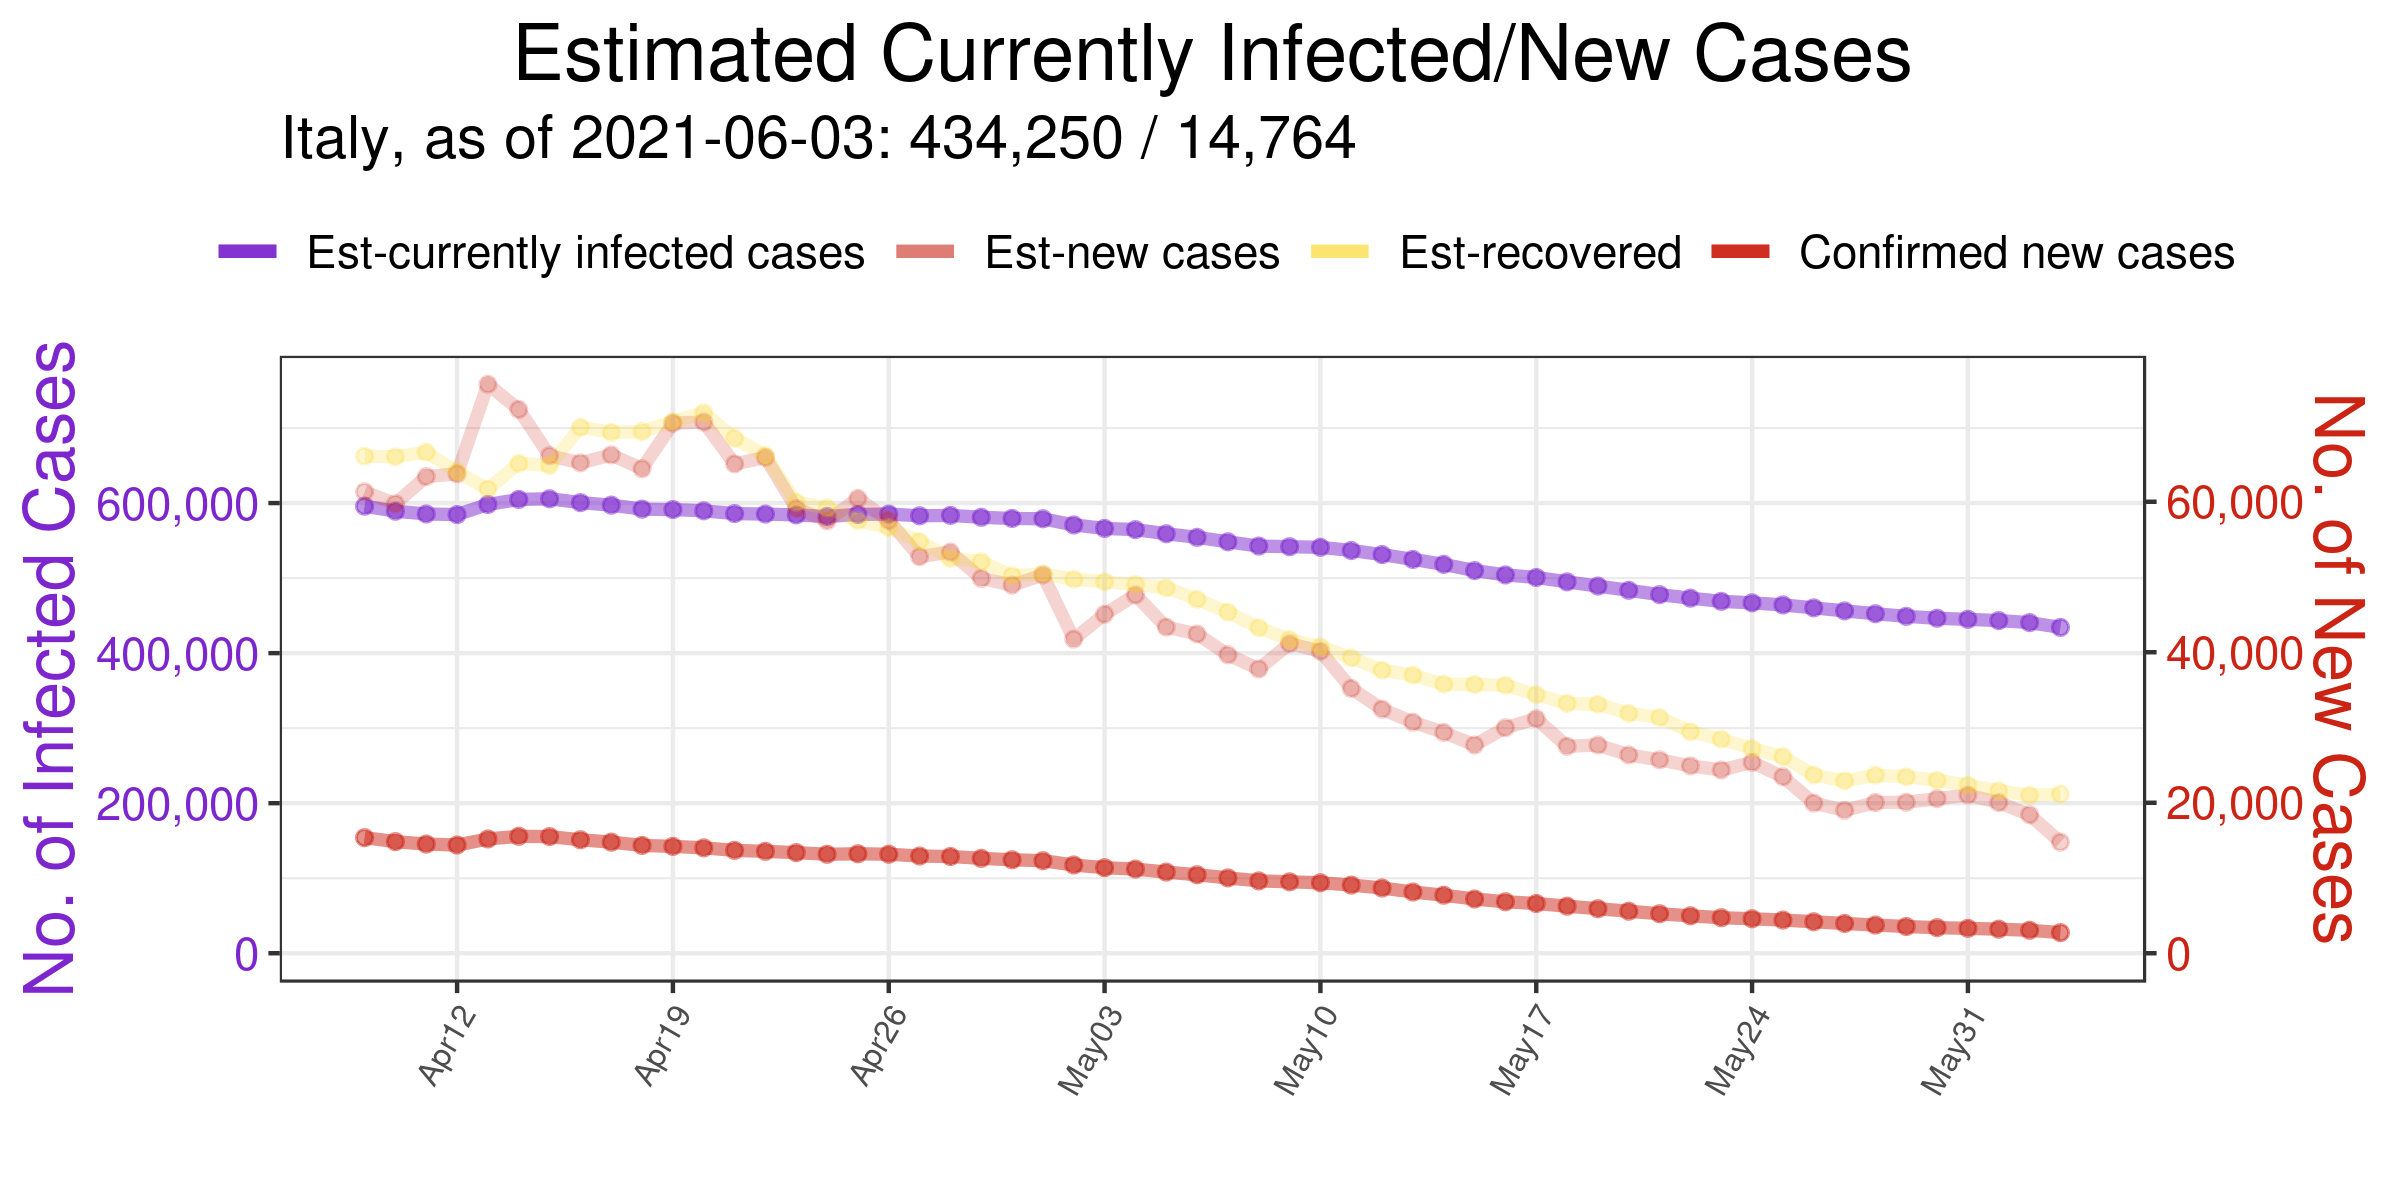 Estimated Currently Infected/New Cases
Italy, as of 2021-06-03: 434,250 / 14,764
Est-currently infected cases Est-new cases Est-recovered Confirmed new cases
No. of Infected Cases
600,000
400,000
200,000
0
60,000
40,000
20,000
0
No. of New Cases
Apr12 Apr19 Apr26 May03 May10 May17 May24 May31